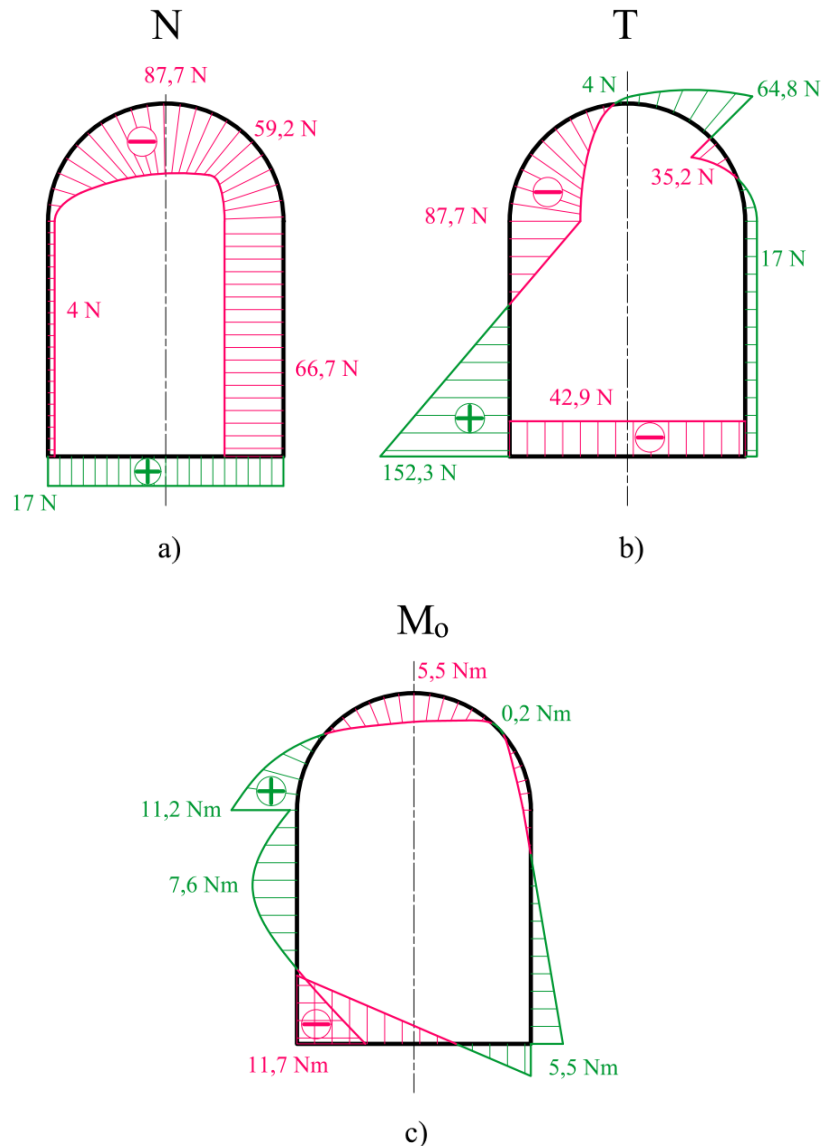 N
T
87,7 N
59,2 N
4 N
66,7 N
17 N
a)
4 N
64,8 N
35,2 N
87,7 N
17 N
42,9 N
152,3 N
b)
Mo
5,5 Nm
0,2 Nm
11,2 Nm
7,6 Nm
11,7 Nm
5,5 Nm
c)